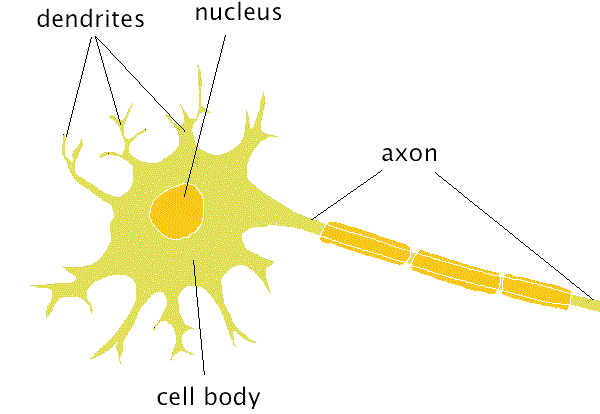 dendrites
nucleus
axon
cell body